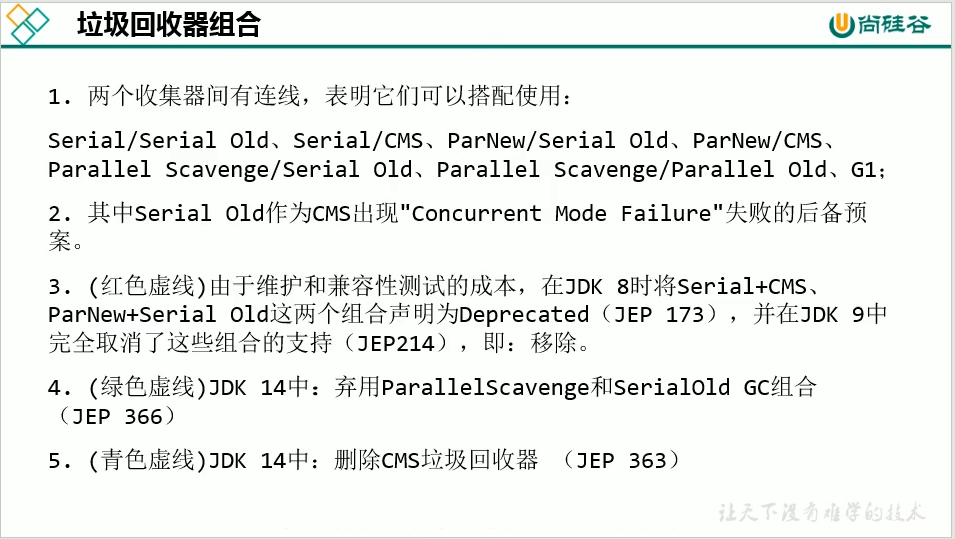 垃圾回收器组合
尚硅谷
1. 两个收集器间有连线，表明它们可以搭配使用：
Serial/Serial Old、Serial/CMS、ParNew/Serial Old、ParNew/CMS、
Parallel Scavenge/Serial Old、Parallel Scavenge/Parallel Old、G1；
2. 其中Serial Old作为CMS出现"Concurrent Mode Failure"失败的后备预
案。
3. (红色虚线)由于维护和兼容性测试的成本，在JDK 8时将Serial+CMS、
ParNew+Serial Old这两个组合声明为Deprecated（JEP 173），并在JDK 9中
完全取消了这些组合的支持（JEP214），即：移除。
4. (绿色虚线)JDK 14中：弃用ParallelScavenge和SerialOld GC组合
（JEP 366）
5. (青色虚线)JDK 14中：删除CMS垃圾回收器 （JEP 363）
让天下没有难学的技术